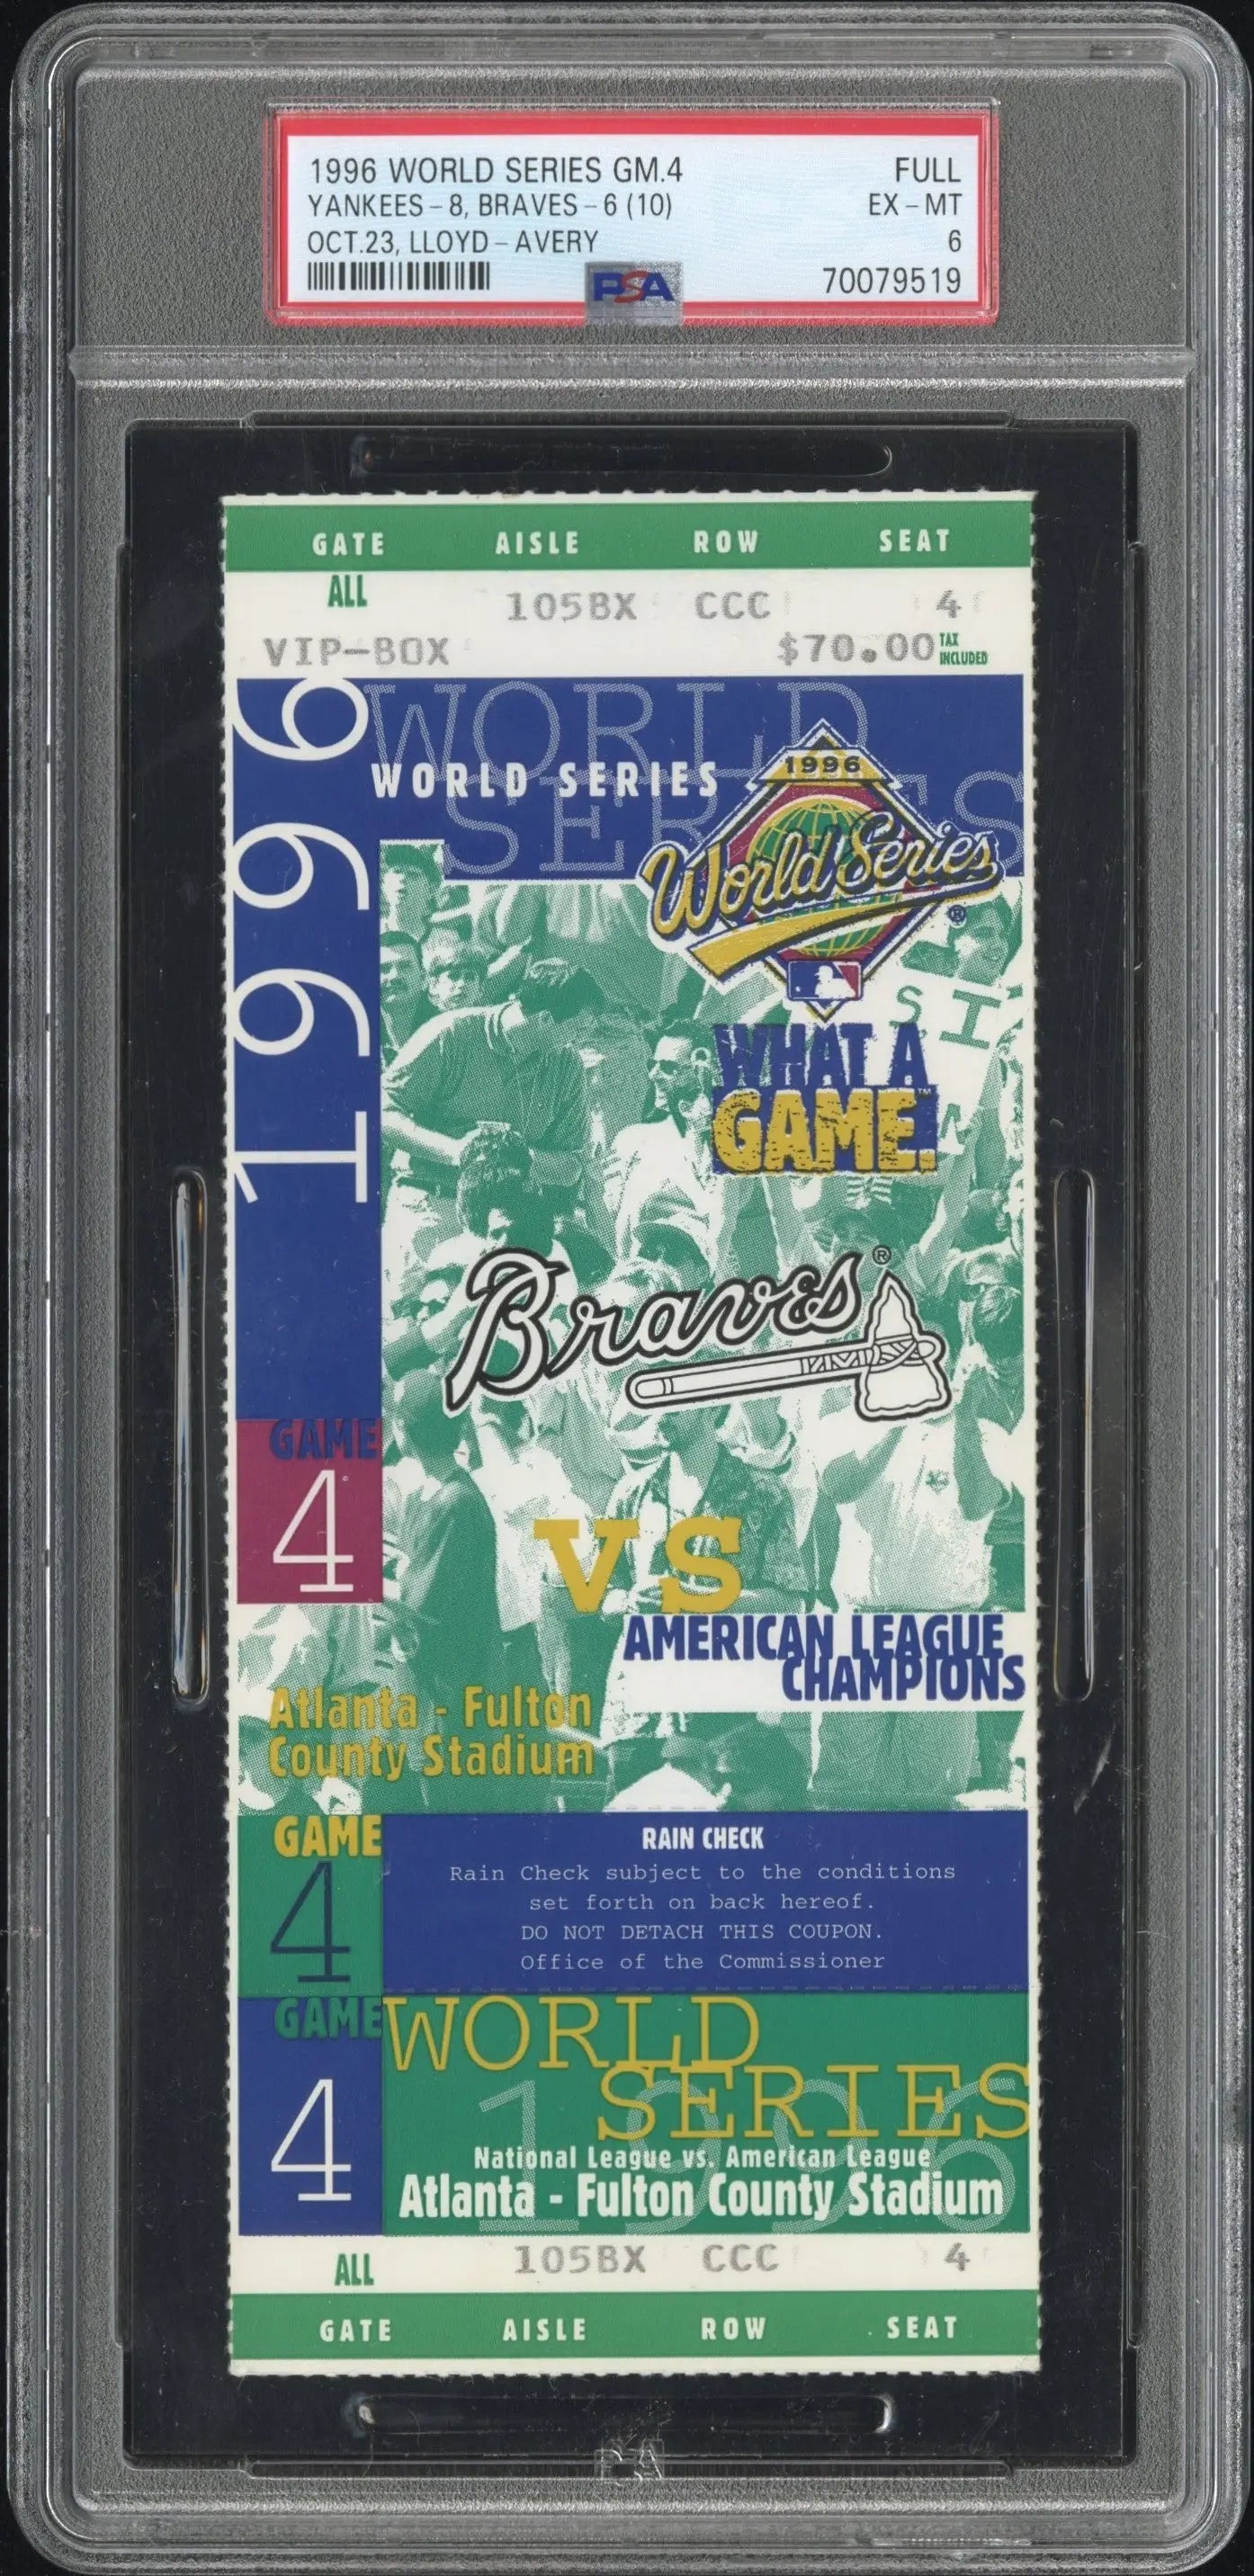 1996 WORLD SERIES GM.4 FULL
YANKEES-8, BRAVES-6 (10) EX-MT
OCT.23, LLOYD-AVERY 6
PSA 70079519
GATE AISLE ROW SEAT
ALL 105BX CCC 4
VIP-BOX $70.00 TAX INCLUDED
1996
WORLD
WORLD SERIES
SERIES
1996
World Series ®
SI
WHAT A
GAME.™
Braves ®
GAME
4
VS
AMERICAN LEAGUE
CHAMPIONS
Atlanta - Fulton
County Stadium
GAME
4
RAIN CHECK
Rain Check subject to the conditions
set forth on back hereof.
DO NOT DETACH THIS COUPON.
Office of the Commissioner
GAME
4
WORLD
SERIES
1996
National League vs. American League
Atlanta - Fulton County Stadium
ALL 105BX CCC 4
GATE AISLE ROW SEAT
PSA